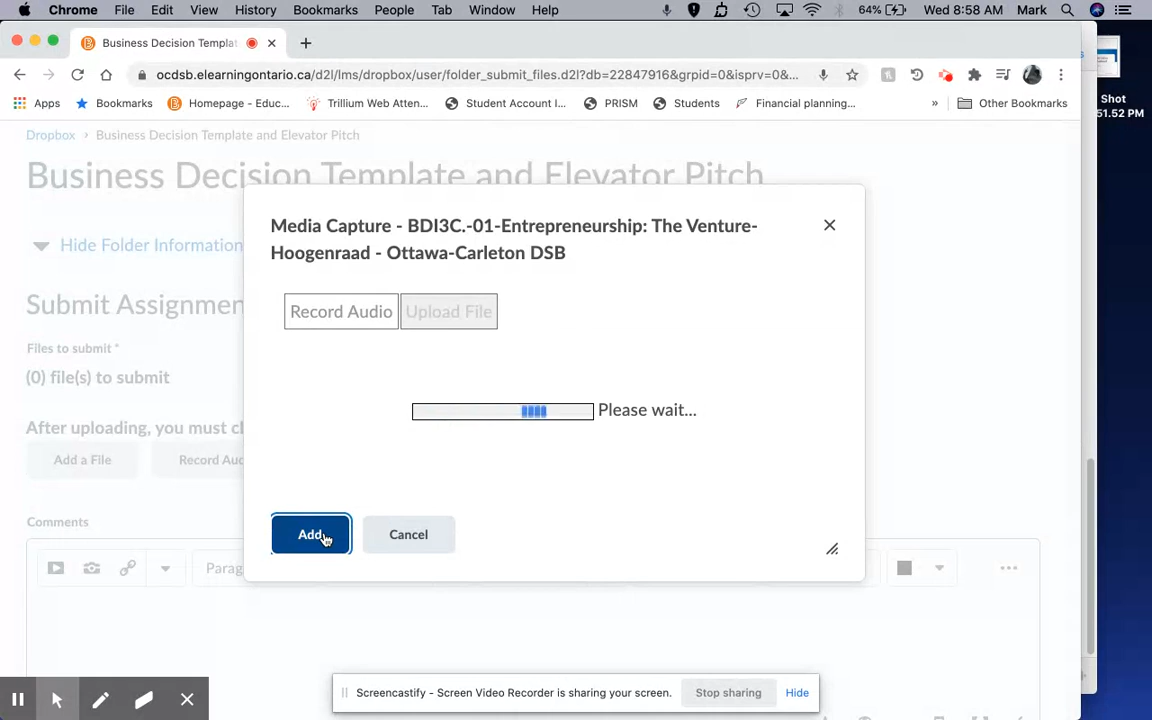 Chrome File Edit View History Bookmarks People Tab Window Help 64% Wed 8:58 AM Mark
Business Decision Templat
ocdsb.elearningontario.ca/d2l/lms/dropbox/user/folder_submit_files.d2l?db=22847916&grpid=0&isprv=0&...
Apps Bookmarks Homepage - Educ... Trillium Web Atten... Student Account I... PRISM Students Financial planning... » Other Bookmarks
Shot
51.52 PM
Dropbox › Business Decision Template and Elevator Pitch
Business Decision Template and Elevator Pitch
Hide Folder Information
Media Capture - BDI3C.-01-Entrepreneurship: The Venture-
Hoogenraad - Ottawa-Carleton DSB
Submit Assignmen
Record Audio Upload File
Files to submit *
(0) file(s) to submit
Please wait...
After uploading, you must cl
Add a File Record Aud
Comments
Add Cancel
Parag
Screencastify - Screen Video Recorder is sharing your screen. Stop sharing Hide